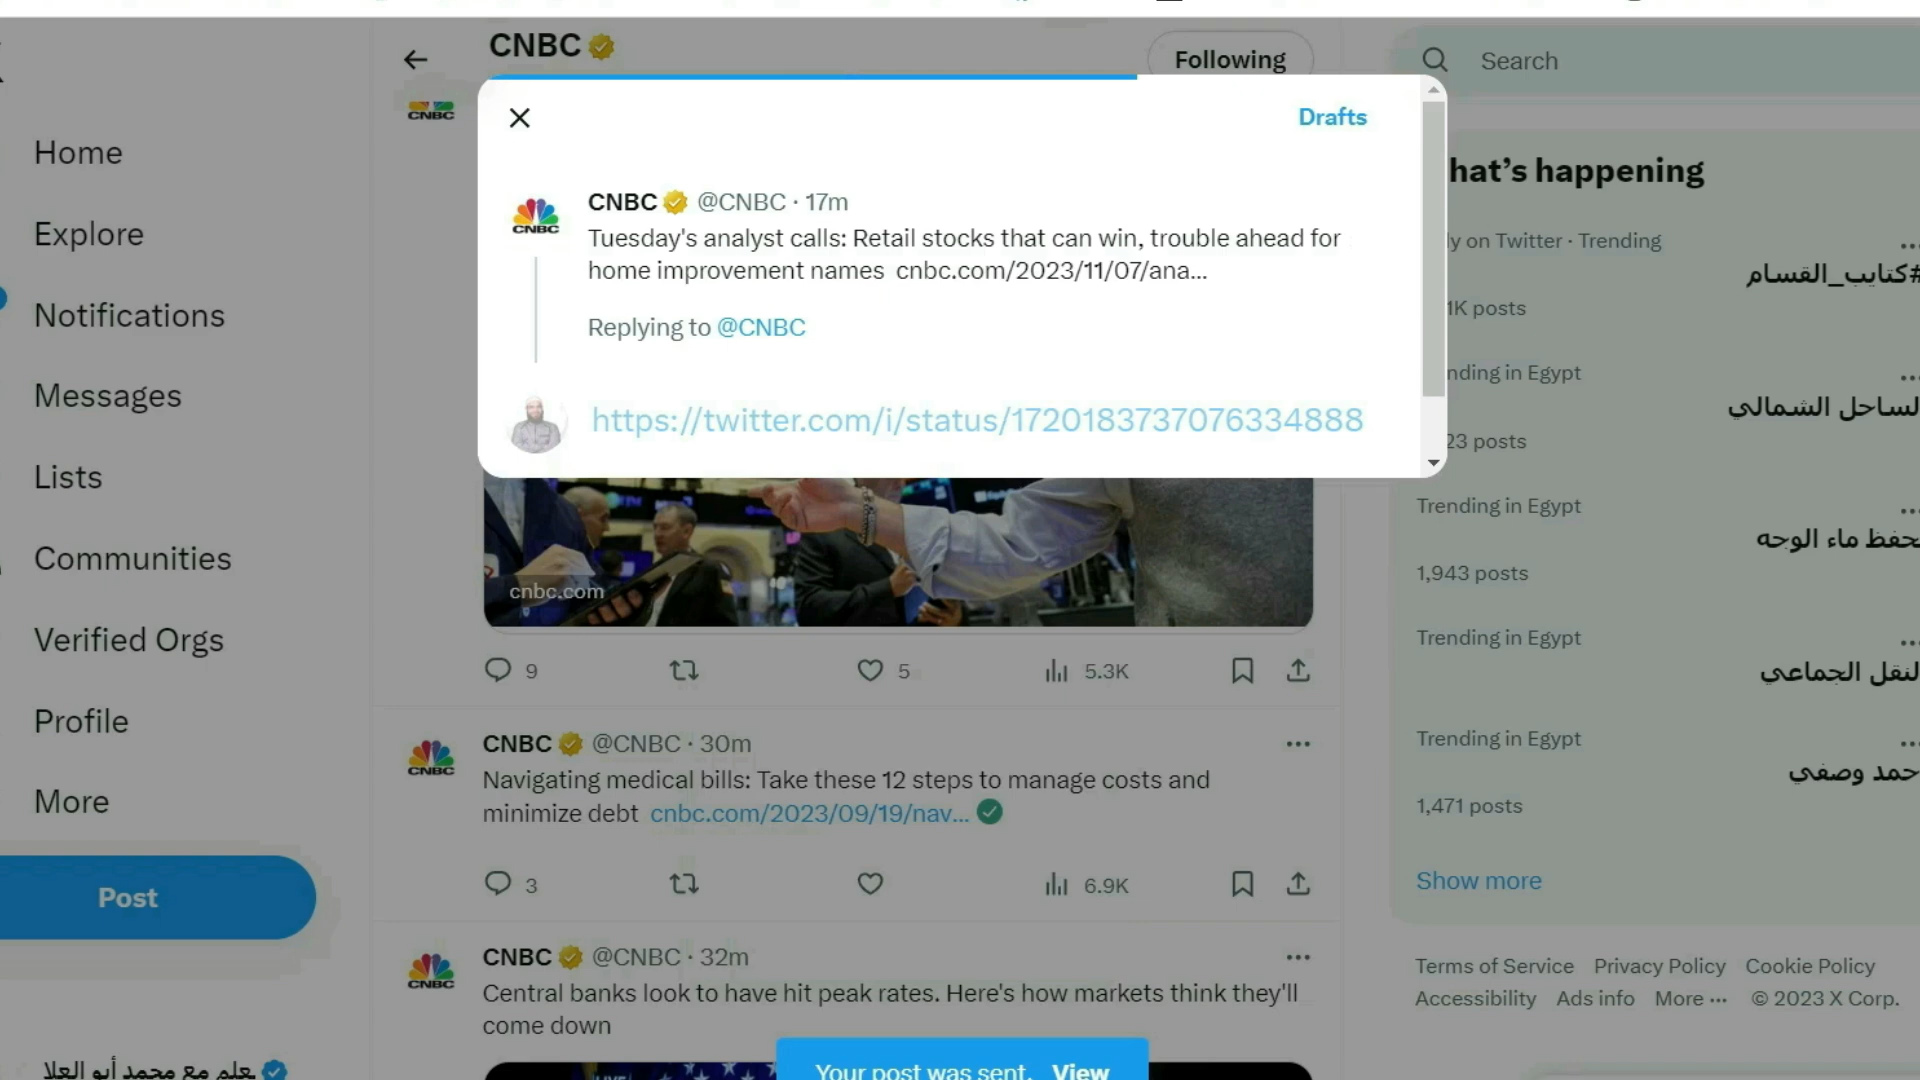 CNBC
Following
Search
CNBC
Home
Explore
Notifications
Messages
Lists
Communities
Verified Orgs
Profile
More
Post
Drafts
CNBC @CNBC · 17m
CNBC
Tuesday's analyst calls: Retail stocks that can win, trouble ahead for
home improvement names cnbc.com/2023/11/07/ana...
Replying to @CNBC
https://twitter.com/i/status/1720183737076334888
cnbc.com
9
5
5.3K
CNBC @CNBC · 30m
CNBC
Navigating medical bills: Take these 12 steps to manage costs and
minimize debt cnbc.com/2023/09/19/nav...
3
6.9K
CNBC @CNBC · 32m
CNBC
Central banks look to have hit peak rates. Here's how markets think they'll
come down
LIVE
Your post was sent. View
hat's happening
ly on Twitter · Trending
#كتايب_القسام
1K posts
nding in Egypt
لساحل الشمالي
23 posts
Trending in Egypt
حفظ ماء الوجه
1,943 posts
Trending in Egypt
لنقل الجماعي
Trending in Egypt
حمد وصفي
1,471 posts
Show more
Terms of Service Privacy Policy Cookie Policy
Accessibility Ads info More ··· © 2023 X Corp.
تعلم مع محمد أبو العلا